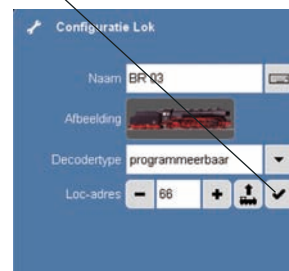 Configuratie Lok
Naam BR 03
Afbeelding
Decodertype programmeerbaar
Loc-adres − 66 +